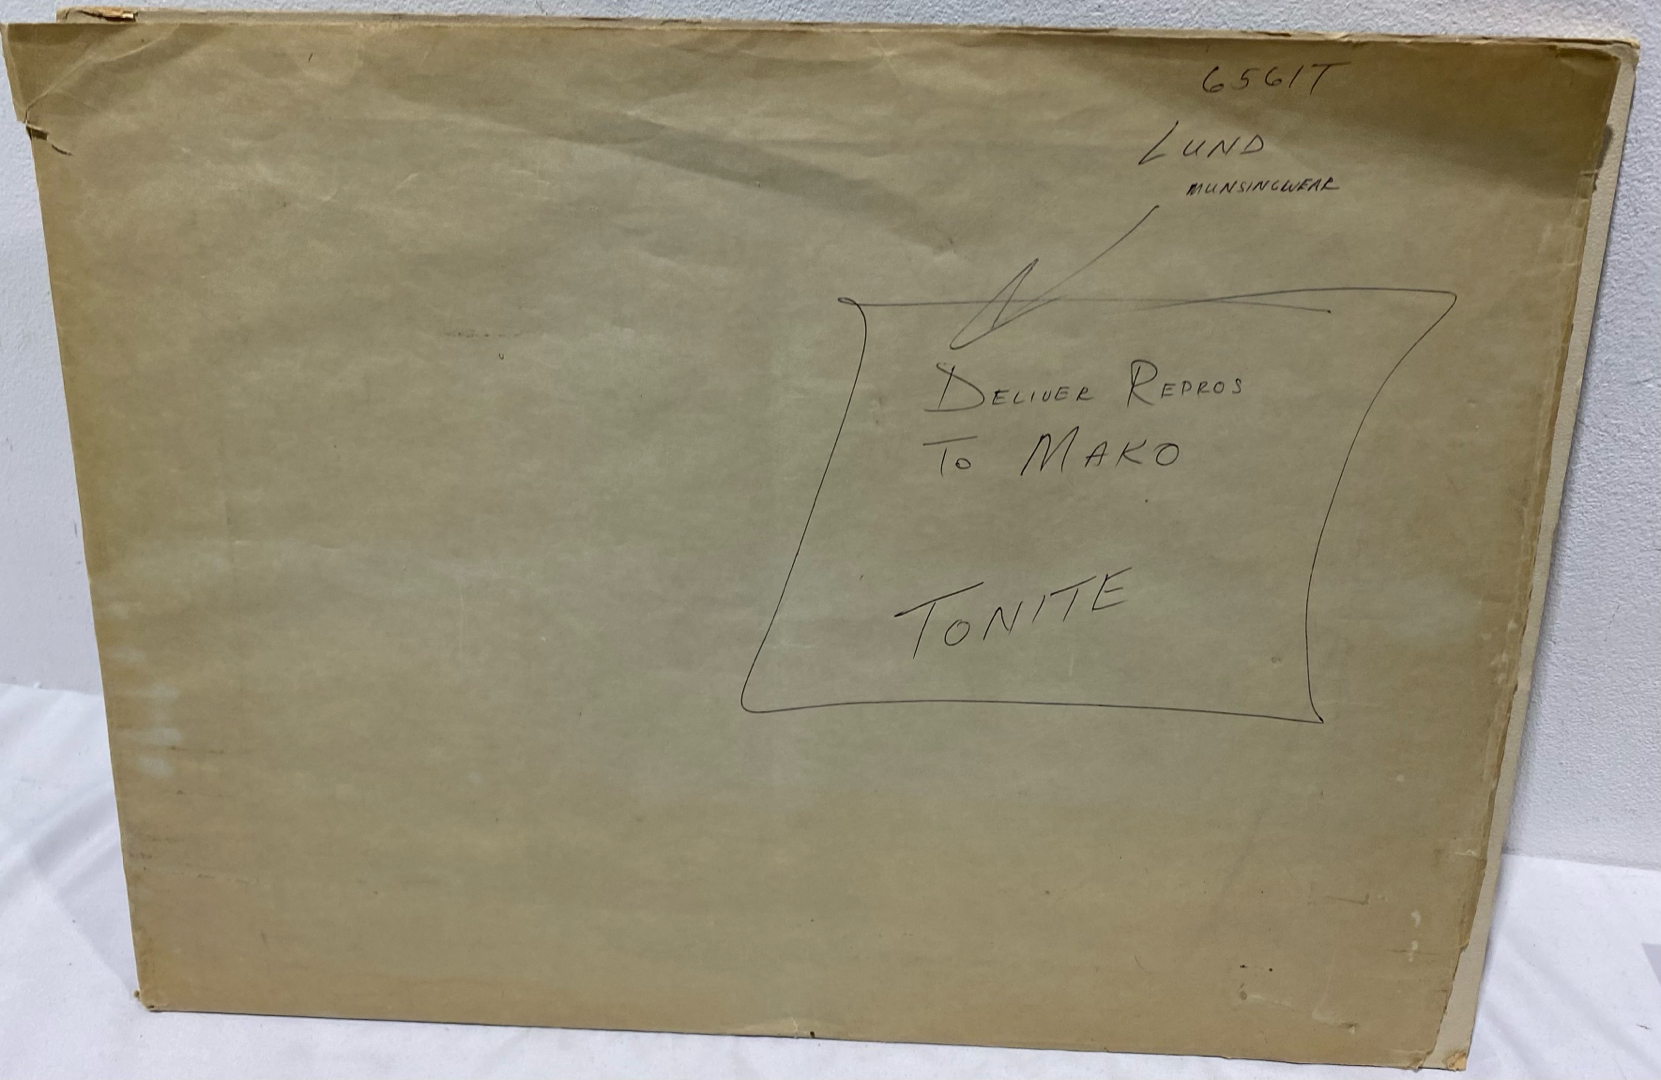 6561T
LUND
MUNSINGWEAR
DELIVER REPROS
TO MAKO
TONITE